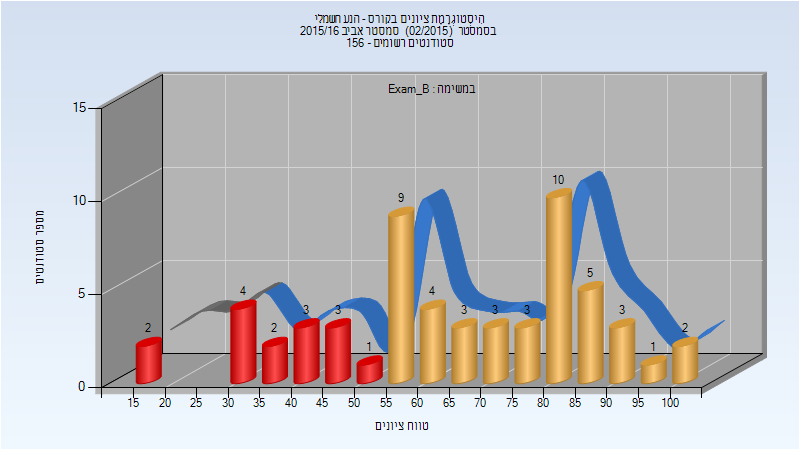 היסטוגרמת ציונים בקורס - הנע חשמלי
בסמסטר (02/2015) סמסטר אביב 2015/16
סטודנטים רשומים - 156
במשימה : Exam_B
מספר סטודנטים
15
10
5
0
2 4 2 3 3 1 9 4 3 3 3 10 5 3 1 2
15 20 25 30 35 40 45 50 55 60 65 70 75 80 85 90 95 100
טווח ציונים